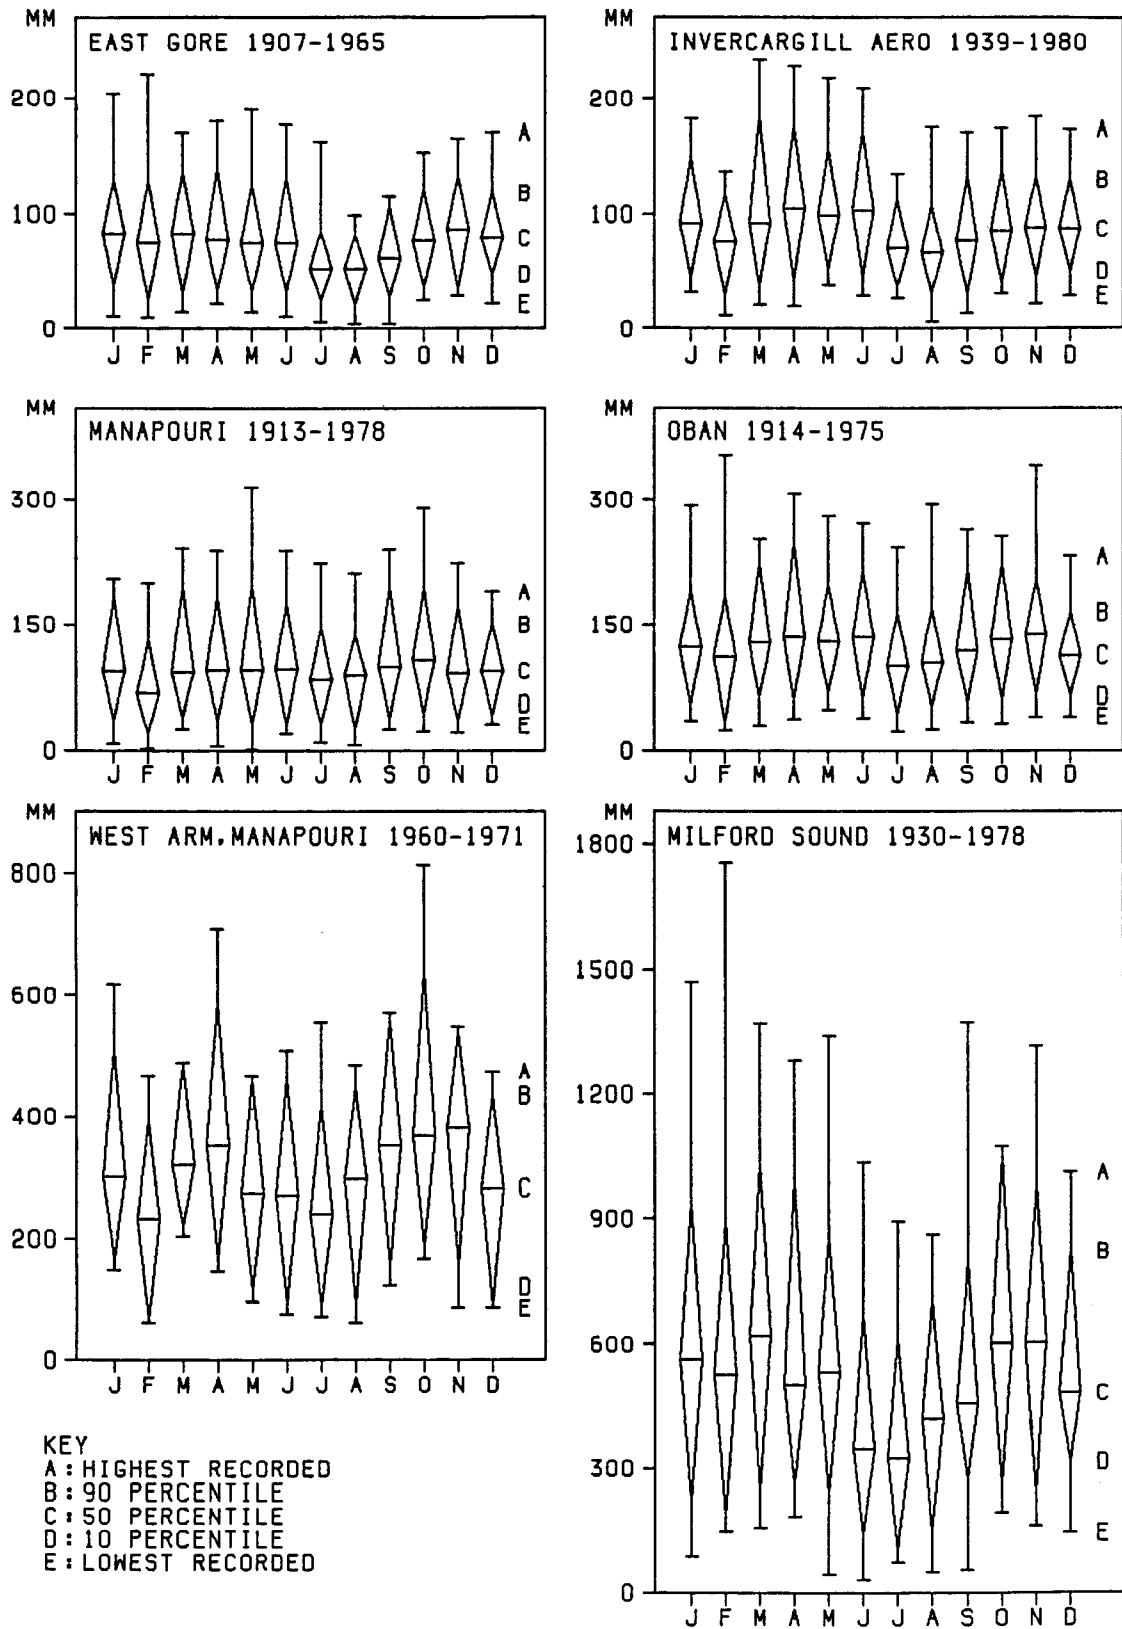 MM
EAST GORE 1907-1965
200
100
0
A
B
C
D
E
J F M A M J J A S O N D
MM
INVERCARGILL AERO 1939-1980
200
100
0
A
B
C
D
E
J F M A M J J A S O N D
MM
MANAPOURI 1913-1978
300
150
0
A
B
C
D
E
J F M A M J J A S O N D
MM
OBAN 1914-1975
300
150
0
A
B
C
D
E
J F M A M J J A S O N D
MM
WEST ARM,MANAPOURI 1960-1971
800
600
400
200
0
A
B
C
D
E
J F M A M J J A S O N D
MM
MILFORD SOUND 1930-1978
1800
1500
1200
900
600
300
0
A
B
C
D
E
J F M A M J J A S O N D
KEY
A:HIGHEST RECORDED
B:90 PERCENTILE
C:50 PERCENTILE
D:10 PERCENTILE
E:LOWEST RECORDED